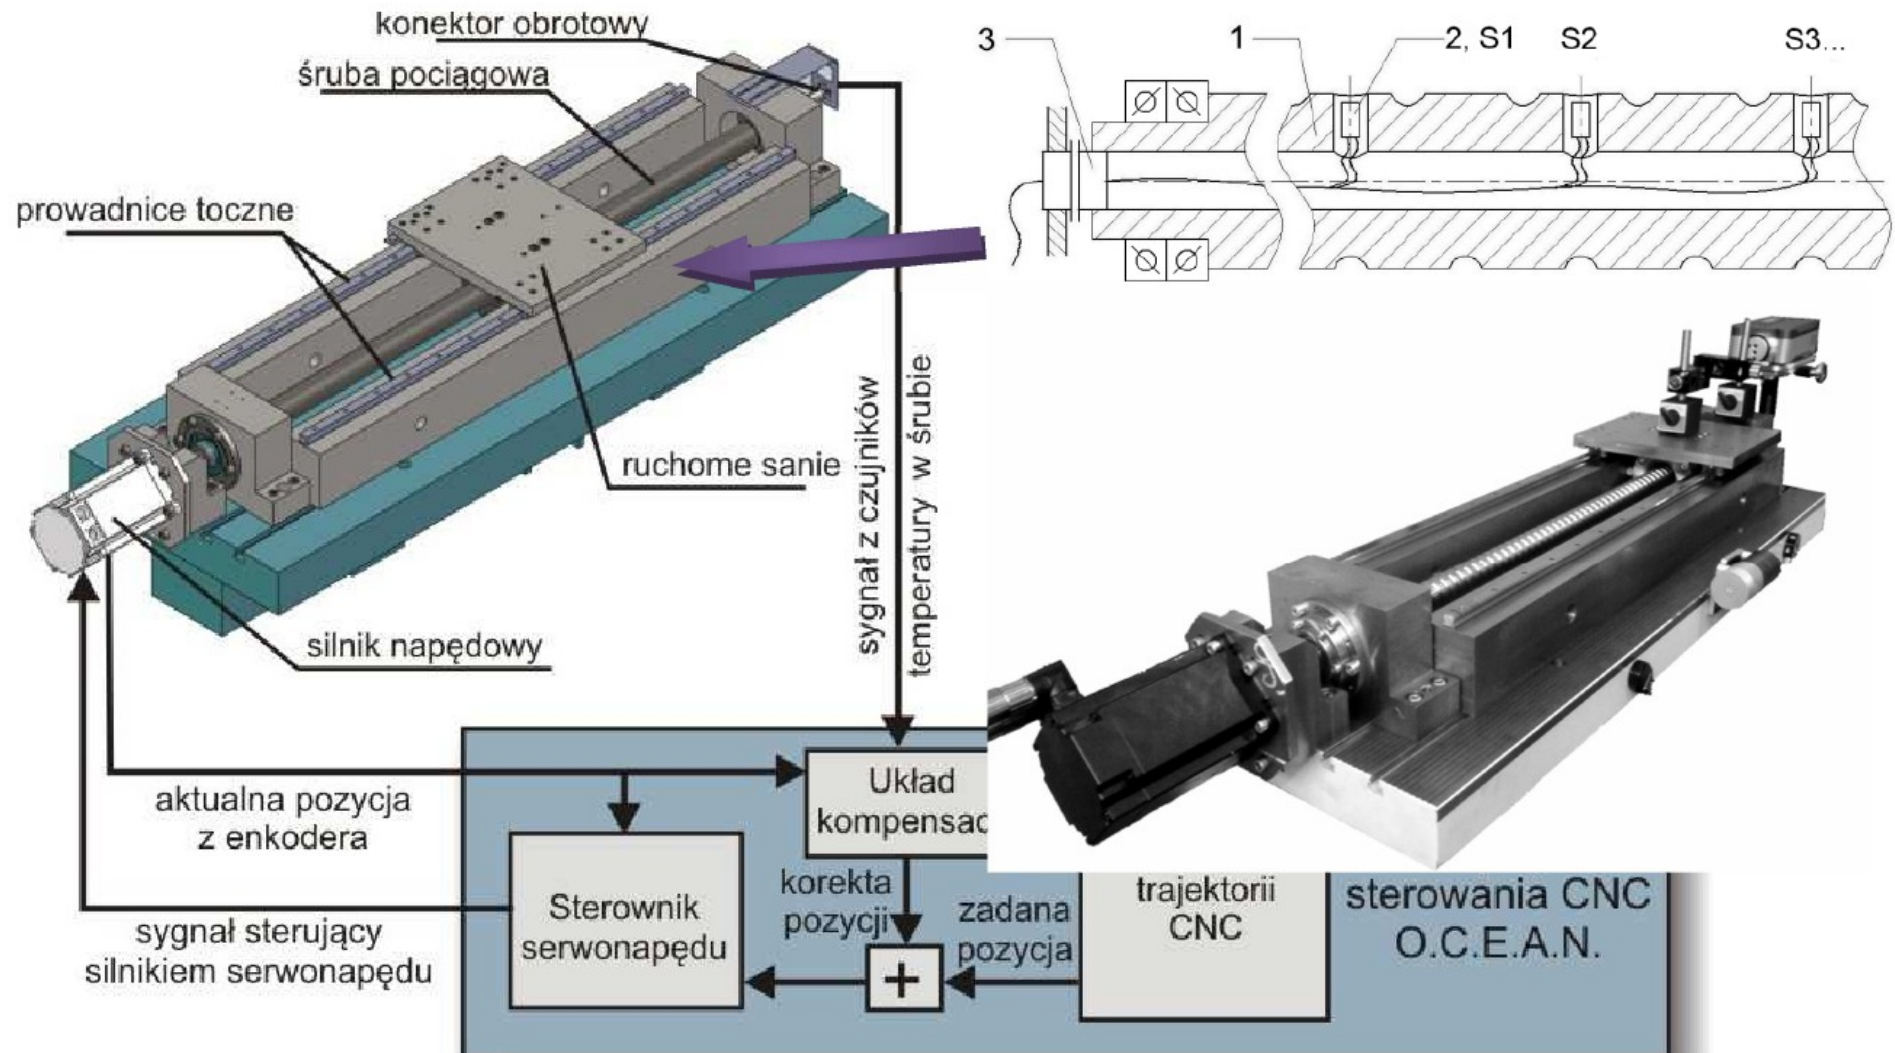 konektor obrotowy
śruba pociągowa
prowadnice toczne
ruchome sanie
silnik napędowy
3
1
2, S1
S2
S3...
sygnał z czujników
temperatury w śrubie
aktualna pozycja
z enkodera
sygnał sterujący
silnikiem serwonapędu
Sterownik
serwonapędu
Układ
kompensac
korekta
pozycji
+
zadana
pozycja
trajektorii
CNC
sterowania CNC
O.C.E.A.N.